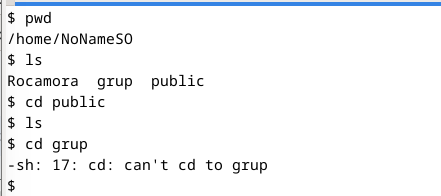 $ pwd
/home/NoNameSO
$ ls
Rocamora  grup  public
$ cd public
$ ls
$ cd grup
-sh: 17: cd: can't cd to grup
$